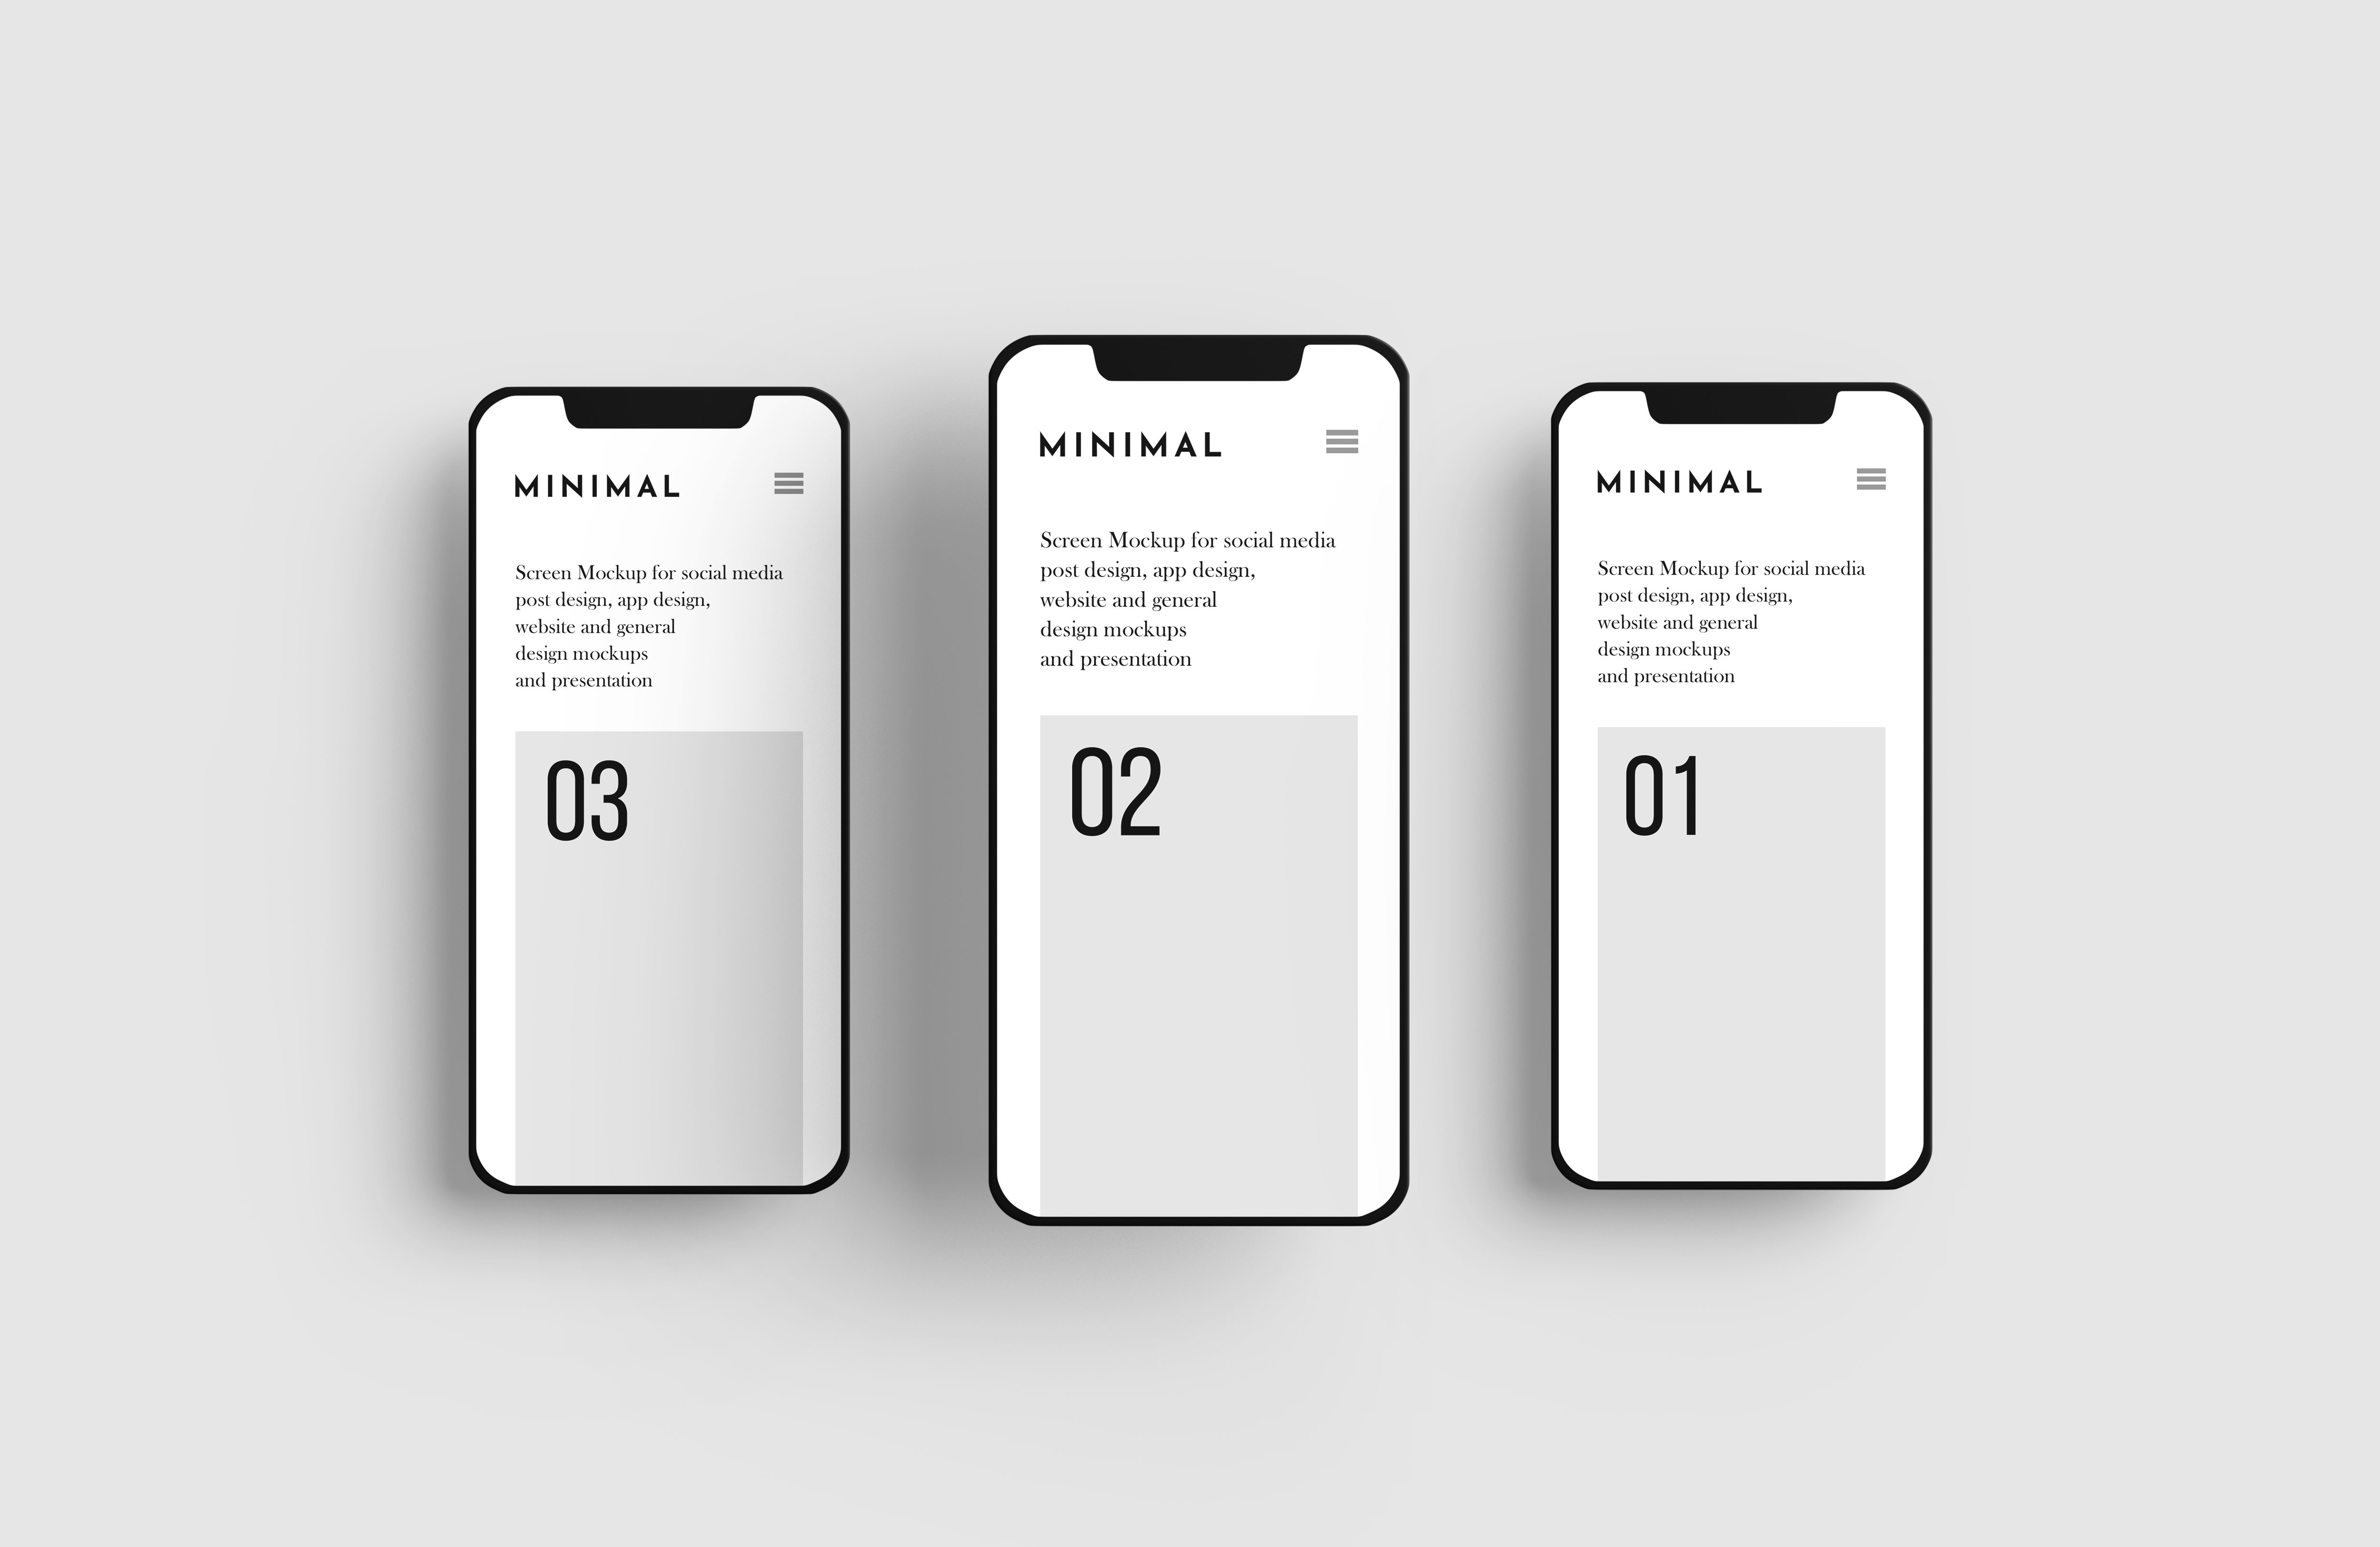 MINIMAL
Screen Mockup for social media
post design, app design,
website and general
design mockups
and presentation
03
MINIMAL
Screen Mockup for social media
post design, app design,
website and general
design mockups
and presentation
02
MINIMAL
Screen Mockup for social media
post design, app design,
website and general
design mockups
and presentation
01